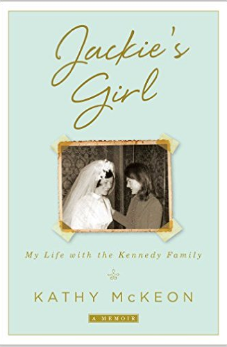 Jackie's
Girl
My Life with the Kennedy Family
KATHY McKEON
A MEMOIR